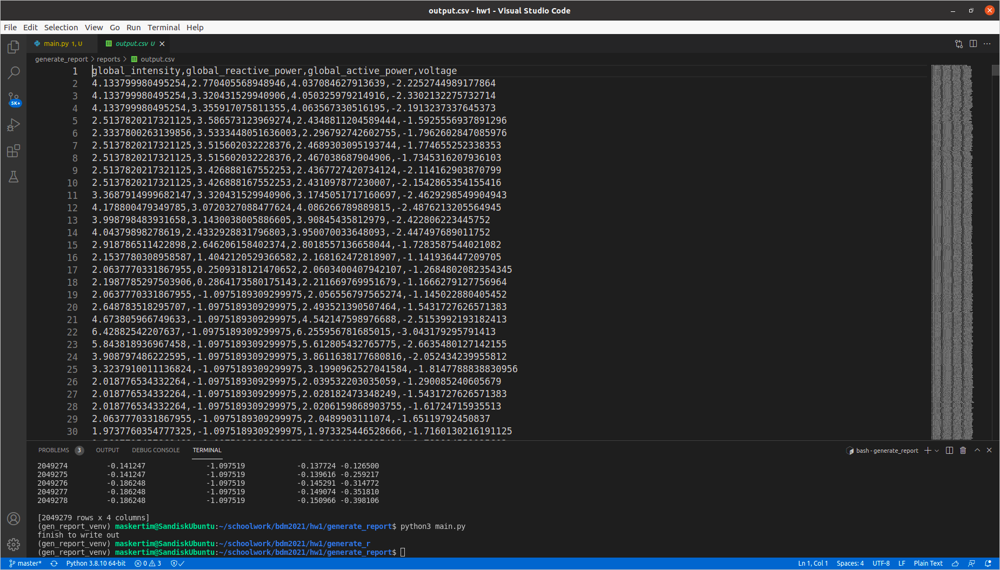 output.csv - hw1 - Visual Studio Code
File Edit Selection View Go Run Terminal Help
main.py 1, U output.csv U
generate_report > reports > output.csv
1 global_intensity,global_reactive_power,global_active_power,voltage
2 4.133799980495254,2.770405568948946,4.037084627913639,-2.2252744989177864
3 4.133799980495254,3.320431529940906,4.050325979214916,-2.3302132275732714
4 4.133799980495254,3.355917075811355,4.063567330516195,-2.1913237337645373
5 2.5137820217321125,3.586573123969274,2.4348811204589444,-1.5925556937891296
6 2.3337800263139856,3.5333448051636003,2.296792742602755,-1.7962602847085976
7 2.5137820217321125,3.515602032228376,2.4689303095193744,-1.774655252338353
8 2.5137820217321125,3.515602032228376,2.467038687904906,-1.7345316207936103
9 2.5137820217321125,3.426888167552253,2.4367727420734124,-2.114162903870799
10 2.5137820217321125,3.426888167552253,2.431097877230007,-2.1542865354155416
11 3.3687914999682147,3.320431529940906,3.1745051717160697,-2.4629298549904943
12 4.178800479349785,3.0720327088477624,4.086266789889815,-2.4876213205564945
13 3.998798483931658,3.1430038005886605,3.90845435812979,-2.422806223445752
14 4.04379898278619,2.4332928831796803,3.950070033648093,-2.447497689011752
15 2.918786511422898,2.646206158402374,2.8018557136658044,-1.7283587544021082
16 2.1537780308958587,1.4042120529366582,2.168162472818907,-1.141936447209705
17 2.0637770331867955,0.2509318121470652,2.0603400407942107,-1.2684802082354345
18 2.1987785297503906,0.2864173580175143,2.211669769951679,-1.1666279127756964
19 2.0637770331867955,-1.0975189309299975,2.056556797565274,-1.145022880405452
20 2.648783518295707,-1.0975189309299975,2.493521390507464,-1.5431727626571383
21 4.673805966749633,-1.0975189309299975,4.542147598976688,-2.5153992193182413
22 6.42882542207637,-1.0975189309299975,6.255956781685015,-3.043179295791413
23 5.843818936967458,-1.0975189309299975,5.612805432765775,-2.6635480127142155
24 3.908797486222595,-1.0975189309299975,3.8611638177680816,-2.052434239955812
25 3.3237910011136824,-1.0975189309299975,3.1990962527041584,-1.8147788838830956
26 2.018776534332264,-1.0975189309299975,2.039532203035059,-1.290085240605679
27 2.018776534332264,-1.0975189309299975,2.028182473348249,-1.5431727626571383
28 2.018776534332264,-1.0975189309299975,2.0206159868903755,-1.61724715935513
29 2.0637770331867955,-1.0975189309299975,2.0489903111074,-1.65119792450837
30 1.9737760354777325,-1.0975189309299975,1.973325446528666,-1.7160130216191125
PROBLEMS 3 OUTPUT DEBUG CONSOLE TERMINAL bash - generate_report
2049274 -0.141247 -1.097519 -0.137724 -0.126500
2049275 -0.141247 -1.097519 -0.139616 -0.259217
2049276 -0.186248 -1.097519 -0.145291 -0.314772
2049277 -0.186248 -1.097519 -0.149074 -0.351810
2049278 -0.186248 -1.097519 -0.150966 -0.398106
[2049279 rows x 4 columns]
(gen_report_venv) maskertim@SandiskUbuntu:~/schoolwork/bdm2021/hw1/generate_report$ python3 main.py
finish to write out
(gen_report_venv) maskertim@SandiskUbuntu:~/schoolwork/bdm2021/hw1/generate_r
(gen_report_venv) maskertim@SandiskUbuntu:~/schoolwork/bdm2021/hw1/generate_report$
5K+
master* Python 3.8.10 64-bit 0 3 Ln 1, Col 1 Spaces: 4 UTF-8 LF Plain Text